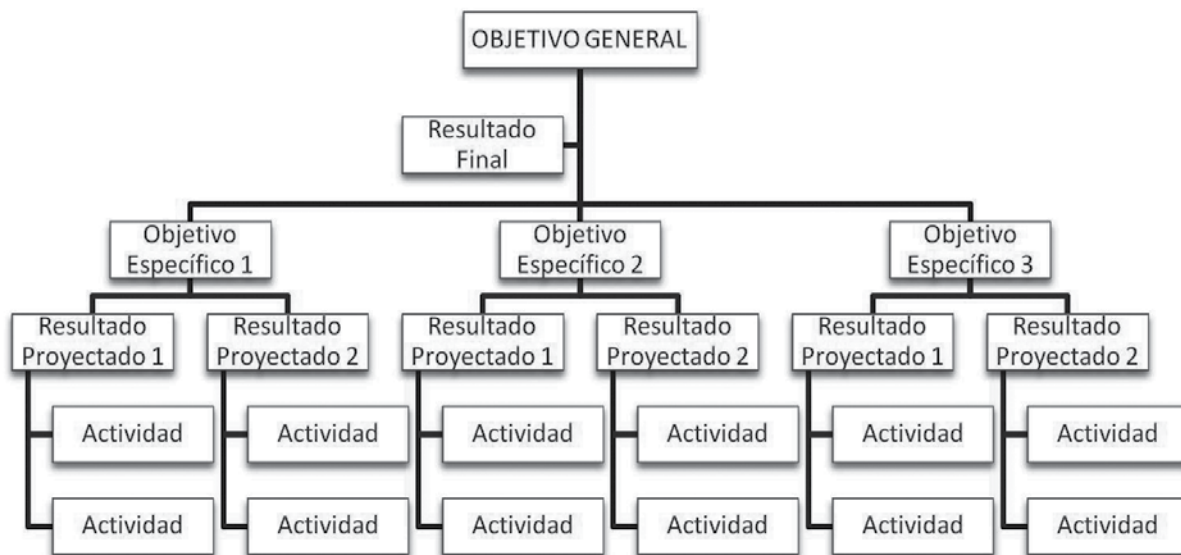 OBJETIVO GENERAL
Resultado
Final
Objetivo
Específico 1
Objetivo
Específico 2
Objetivo
Específico 3
Resultado
Proyectado 1
Resultado
Proyectado 2
Resultado
Proyectado 1
Resultado
Proyectado 2
Resultado
Proyectado 1
Resultado
Proyectado 2
Actividad
Actividad
Actividad
Actividad
Actividad
Actividad
Actividad
Actividad
Actividad
Actividad
Actividad
Actividad